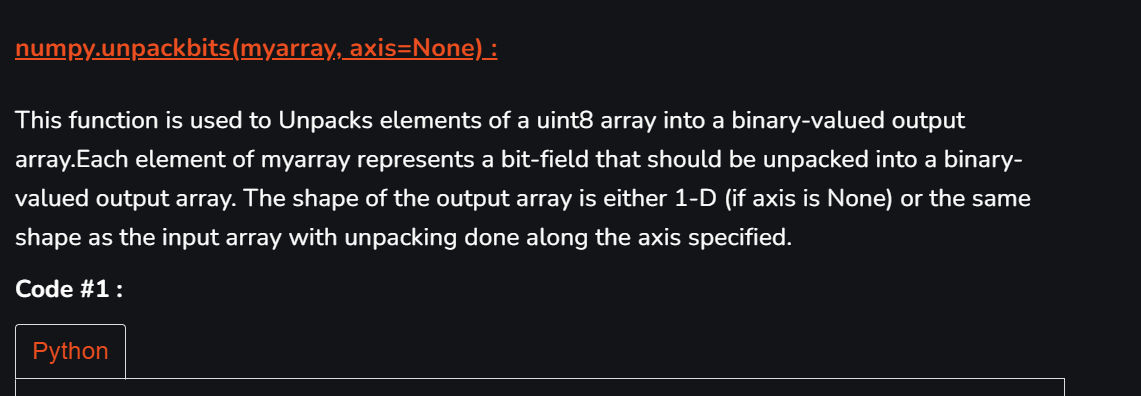 numpy.unpackbits(myarray, axis=None) :
This function is used to Unpacks elements of a uint8 array into a binary-valued output
array.Each element of myarray represents a bit-field that should be unpacked into a binary-
valued output array. The shape of the output array is either 1-D (if axis is None) or the same
shape as the input array with unpacking done along the axis specified.
Code #1 :
Python